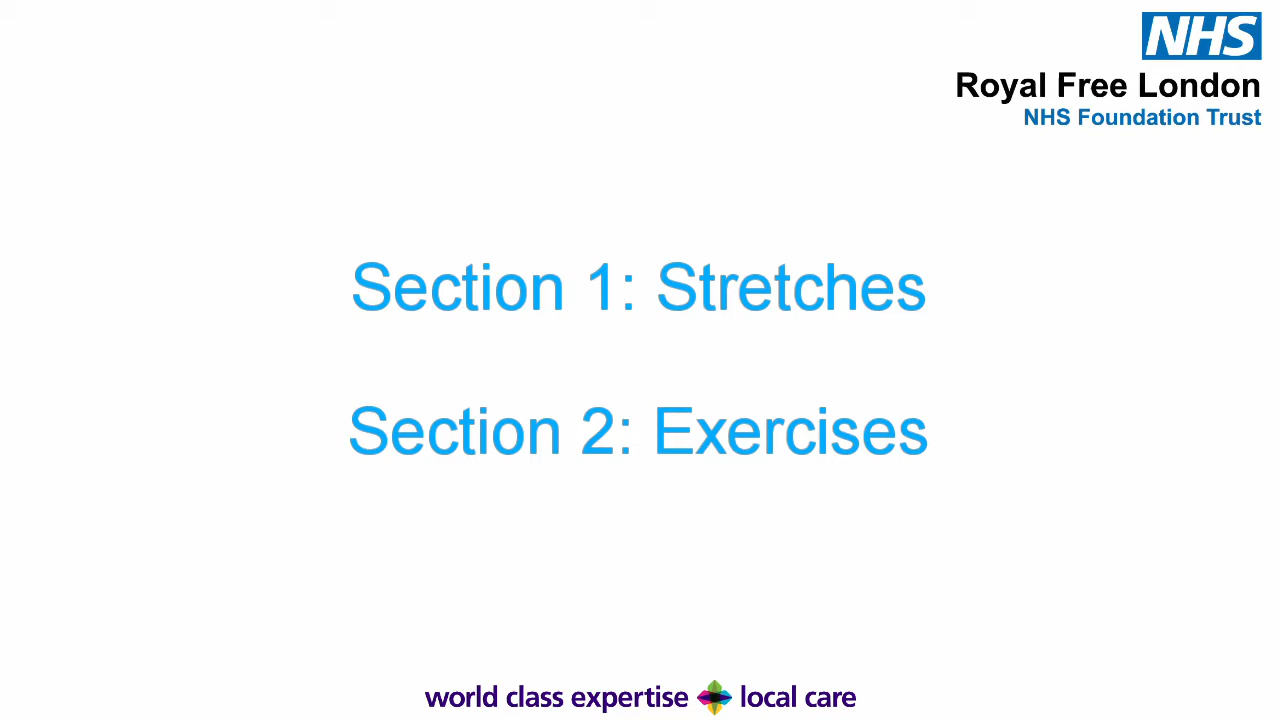 NHS
Royal Free London
NHS Foundation Trust
Section 1: Stretches
Section 2: Exercises
world class expertise local care